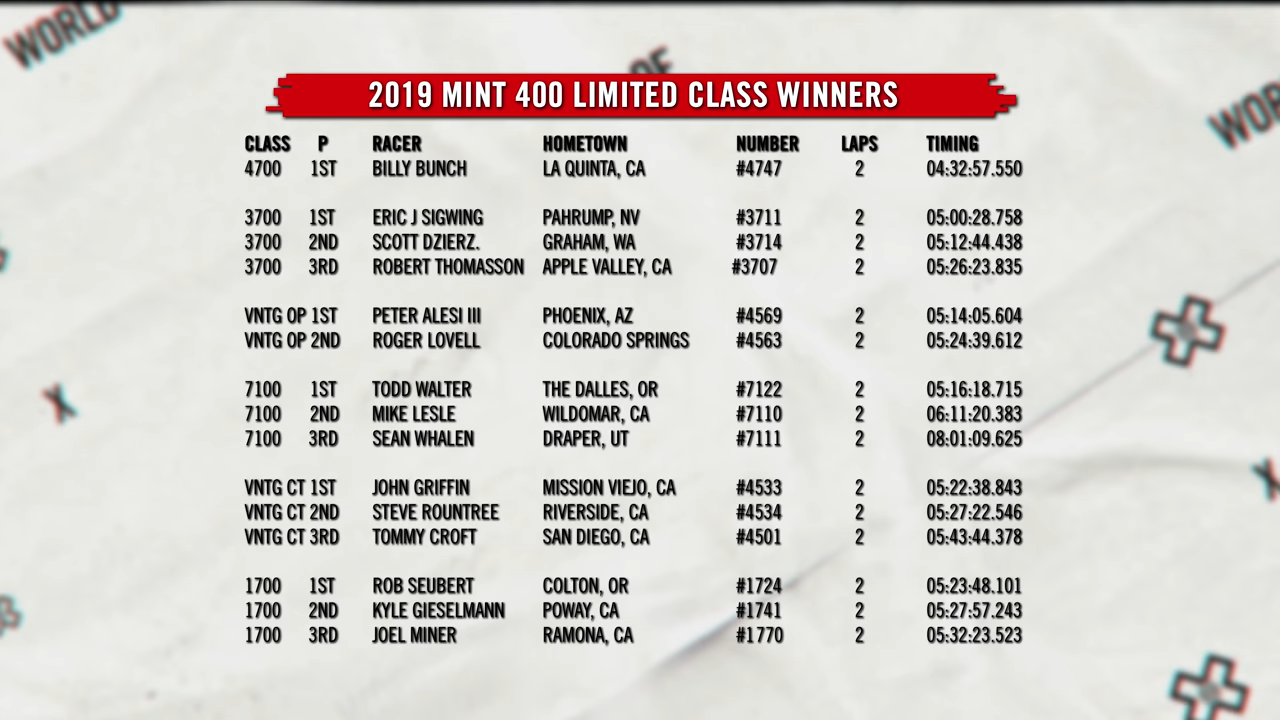 WORLD
OF
WOR
2019 MINT 400 LIMITED CLASS WINNERS
CLASS P RACER HOMETOWN NUMBER LAPS TIMING
4700 1ST BILLY BUNCH LA QUINTA, CA #4747 2 04:32:57.550
3700 1ST ERIC J SIGWING PAHRUMP, NV #3711 2 05:00:28.758
3700 2ND SCOTT DZIERZ. GRAHAM, WA #3714 2 05:12:44.438
3700 3RD ROBERT THOMASSON APPLE VALLEY, CA #3707 2 05:26:23.835
VNTG OP 1ST PETER ALESI III PHOENIX, AZ #4569 2 05:14:05.604
VNTG OP 2ND ROGER LOVELL COLORADO SPRINGS #4563 2 05:24:39.612
7100 1ST TODD WALTER THE DALLES, OR #7122 2 05:16:18.715
7100 2ND MIKE LESLE WILDOMAR, CA #7110 2 06:11:20.383
7100 3RD SEAN WHALEN DRAPER, UT #7111 2 08:01:09.625
VNTG CT 1ST JOHN GRIFFIN MISSION VIEJO, CA #4533 2 05:22:38.843
VNTG CT 2ND STEVE ROUNTREE RIVERSIDE, CA #4534 2 05:27:22.546
VNTG CT 3RD TOMMY CROFT SAN DIEGO, CA #4501 2 05:43:44.378
1700 1ST ROB SEUBERT COLTON, OR #1724 2 05:23:48.101
1700 2ND KYLE GIESELMANN POWAY, CA #1741 2 05:27:57.243
1700 3RD JOEL MINER RAMONA, CA #1770 2 05:32:23.523